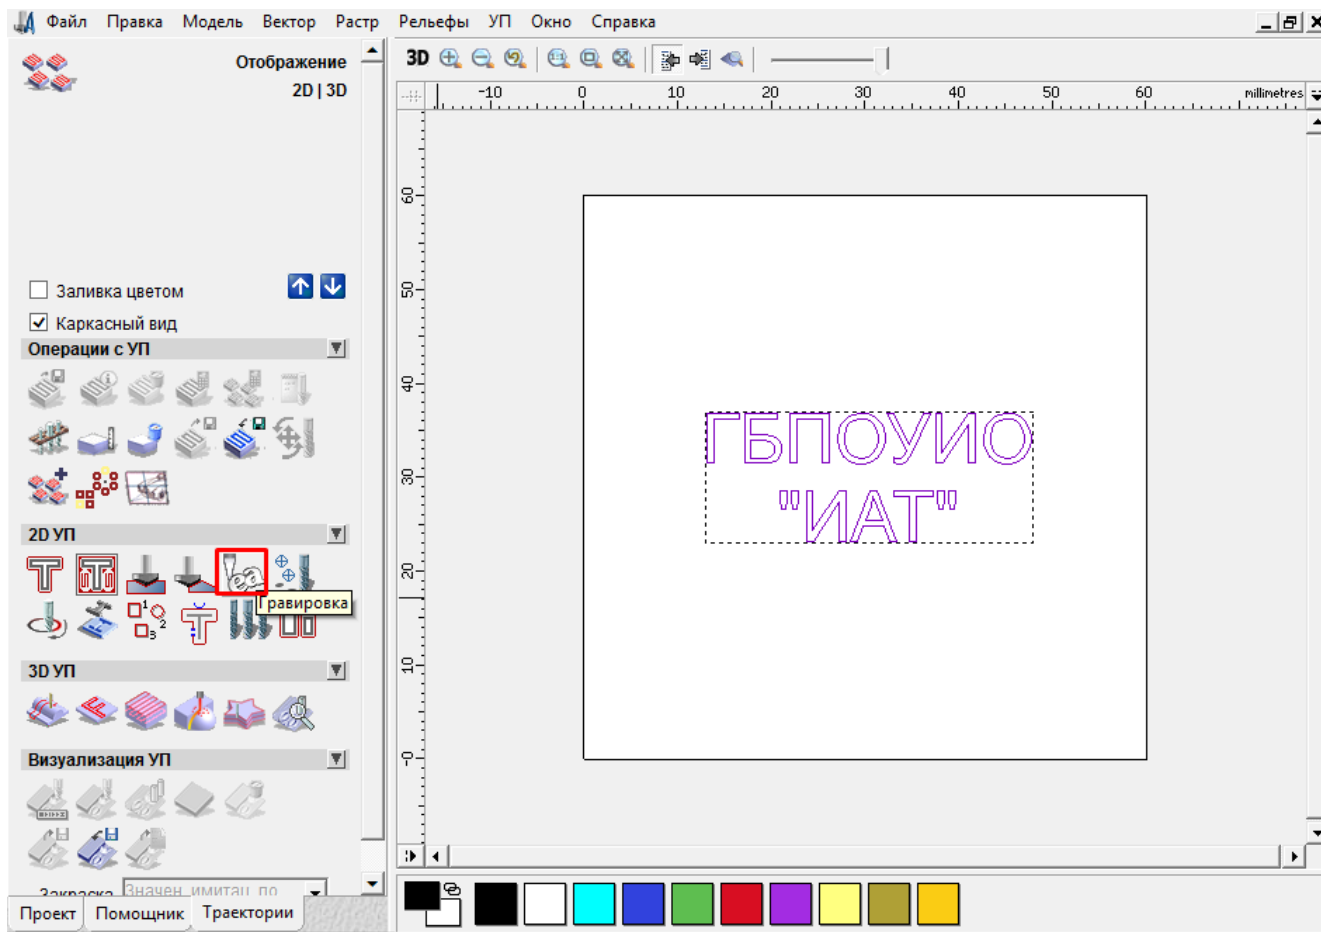 Файл Правка Модель Вектор Растр Рельефы УП Окно Справка
Отображение
2D | 3D
3D
-10 0 10 20 30 40 50 60 millimetres
Заливка цветом
Каркасный вид
Операции с УП
2D УП
Гравировка
3D УП
Визуализация УП
Закраска Значен. имитац. по
Проект Помощник Траектории
60
50
40
30
20
10
-0
ГБПОУИО
"ИАТ"